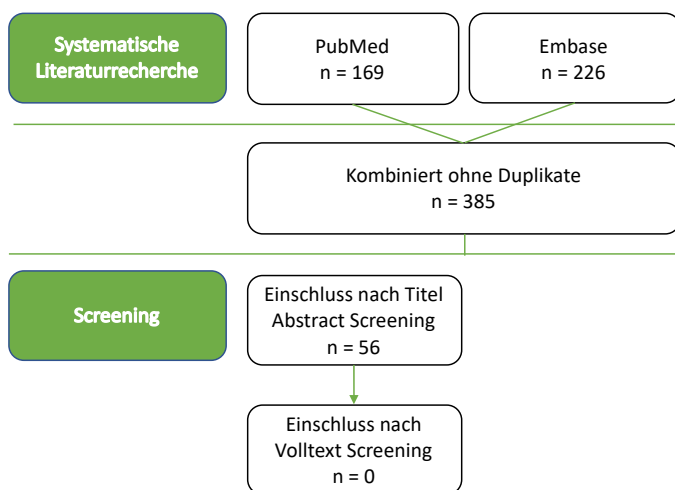 Systematische
Literaturrecherche
PubMed
n = 169
Embase
n = 226
Kombiniert ohne Duplikate
n = 385
Screening
Einschluss nach Titel
Abstract Screening
n = 56
Einschluss nach
Volltext Screening
n = 0